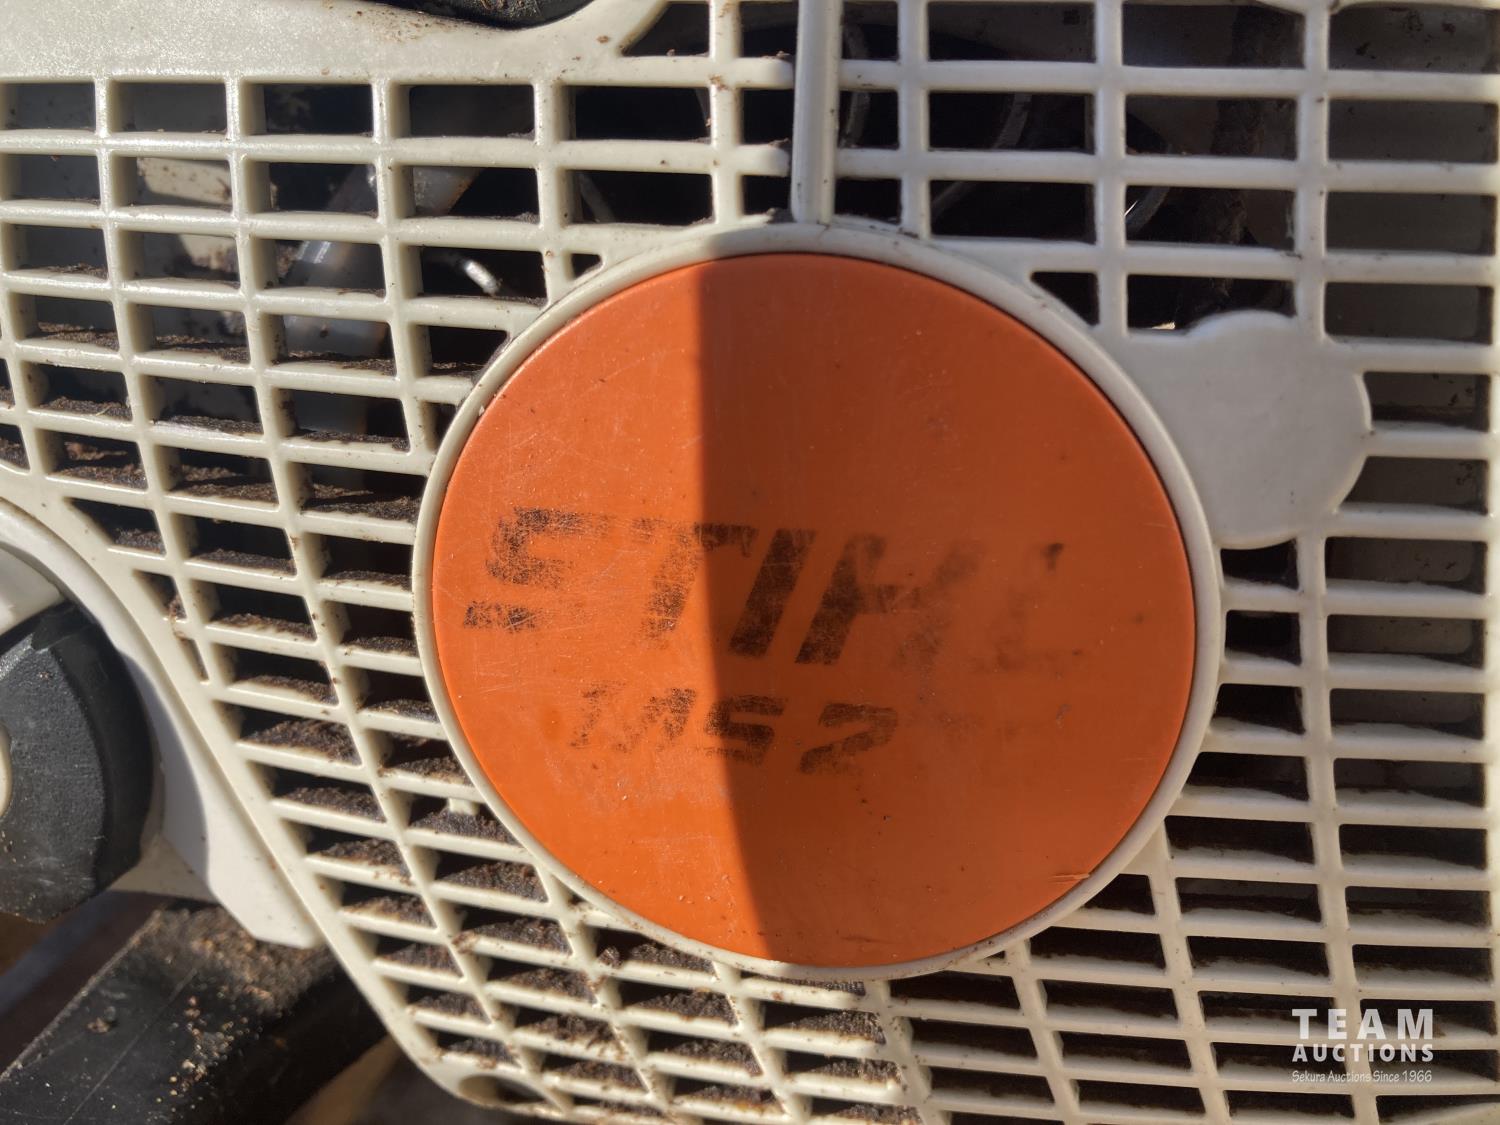 STIHL
MS2
TEAM
AUCTIONS
Sekura Auctions Since 1966